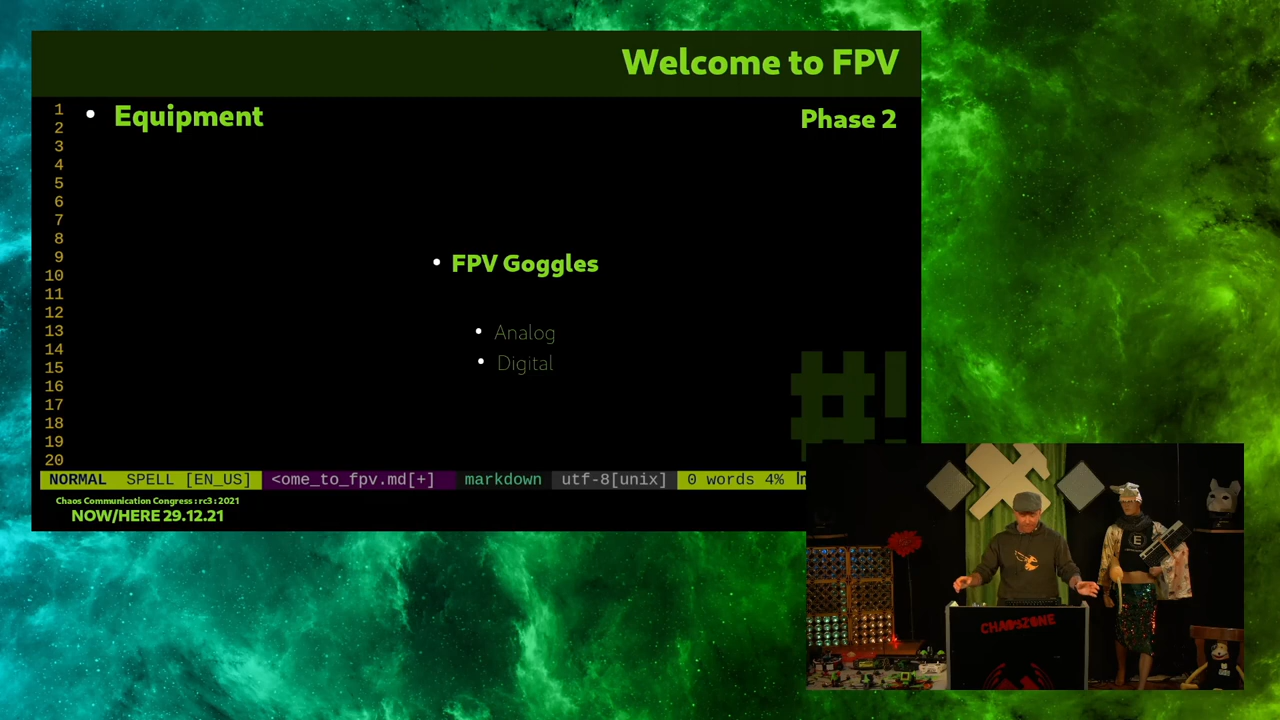 Welcome to FPV
Phase 2
Equipment
FPV Goggles
Analog
Digital
1
2
3
4
5
6
7
8
9
10
11
12
13
14
15
16
17
18
19
20
#!
NORMAL SPELL [EN_US] <ome_to_fpv.md[+] markdown utf-8[unix] 0 words 4% ln
Chaos Communication Congress : rc3 : 2021
NOW/HERE 29.12.21
CHAOSZONE
E